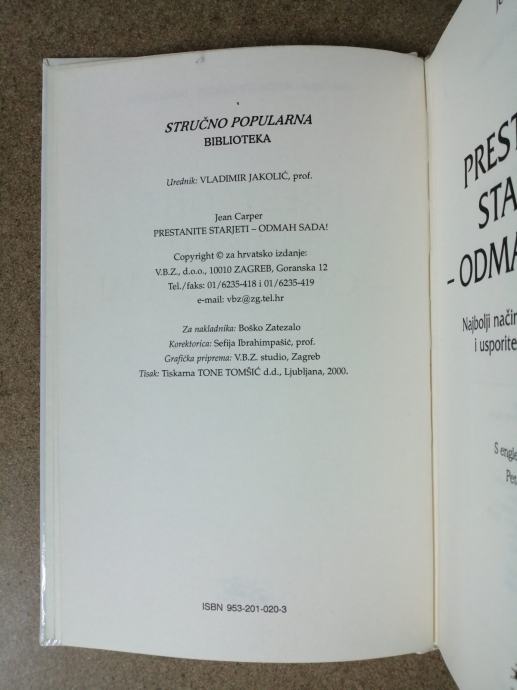 STRUČNO POPULARNA
BIBLIOTEKA
Urednik: VLADIMIR JAKOLIĆ, prof.
Jean Carper
PRESTANITE STARJETI – ODMAH SADA!
Copyright © za hrvatsko izdanje:
V.B.Z., d.o.o., 10010 ZAGREB, Goranska 12
Tel./faks: 01/6235-418 i 01/6235-419
e-mail: vbz@zg.tel.hr
Za nakladnika: Boško Zatezalo
Korektorica: Sefija Ibrahimpašić, prof.
Grafička priprema: V.B.Z. studio, Zagreb
Tisak: Tiskarna TONE TOMŠIČ d.d., Ljubljana, 2000.
ISBN 953-201-020-3
PREST
STA
– ODMA
Najbolji način
i usporite
S engle